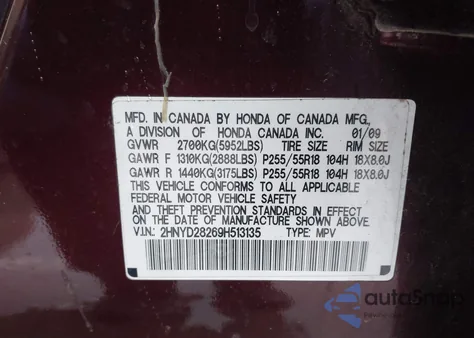 MFD. IN CANADA BY HONDA OF CANADA MFG.,
A DIVISION OF HONDA CANADA INC. 01/09
GVWR 2700KG(5952LBS) TIRE SIZE RIM SIZE
GAWR F 1310KG(2888LBS) P255/55R18 104H 18X8.0J
GAWR R 1440KG(3175LBS) P255/55R18 104H 18X8.0J
THIS VEHICLE CONFORMS TO ALL APPLICABLE
FEDERAL MOTOR VEHICLE SAFETY
AND THEFT PREVENTION STANDARDS IN EFFECT
ON THE DATE OF MANUFACTURE SHOWN ABOVE.
V.I.N.: 2HNYD28269H513135 TYPE: MPV
autoSnap